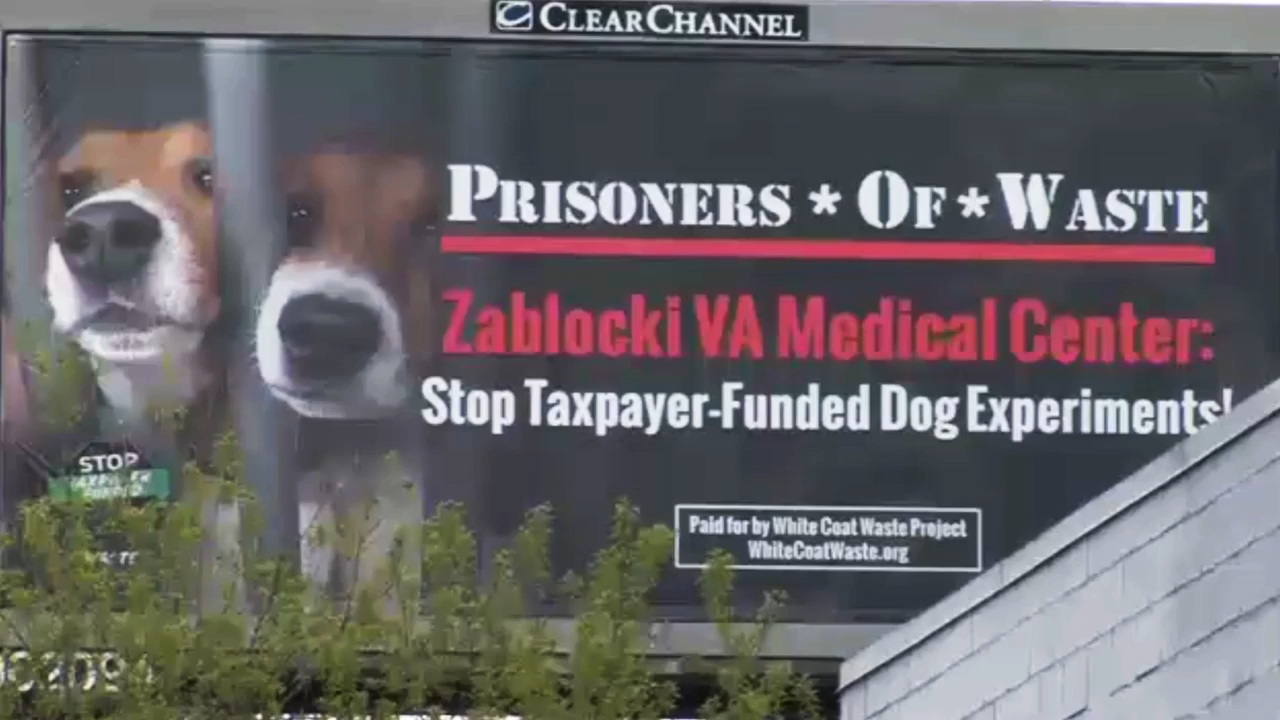 CLEARCHANNEL
PRISONERS * OF * WASTE
Zablocki VA Medical Center:
Stop Taxpayer-Funded Dog Experiments!
STOP
Paid for by White Coat Waste Project
WhiteCoatWaste.org